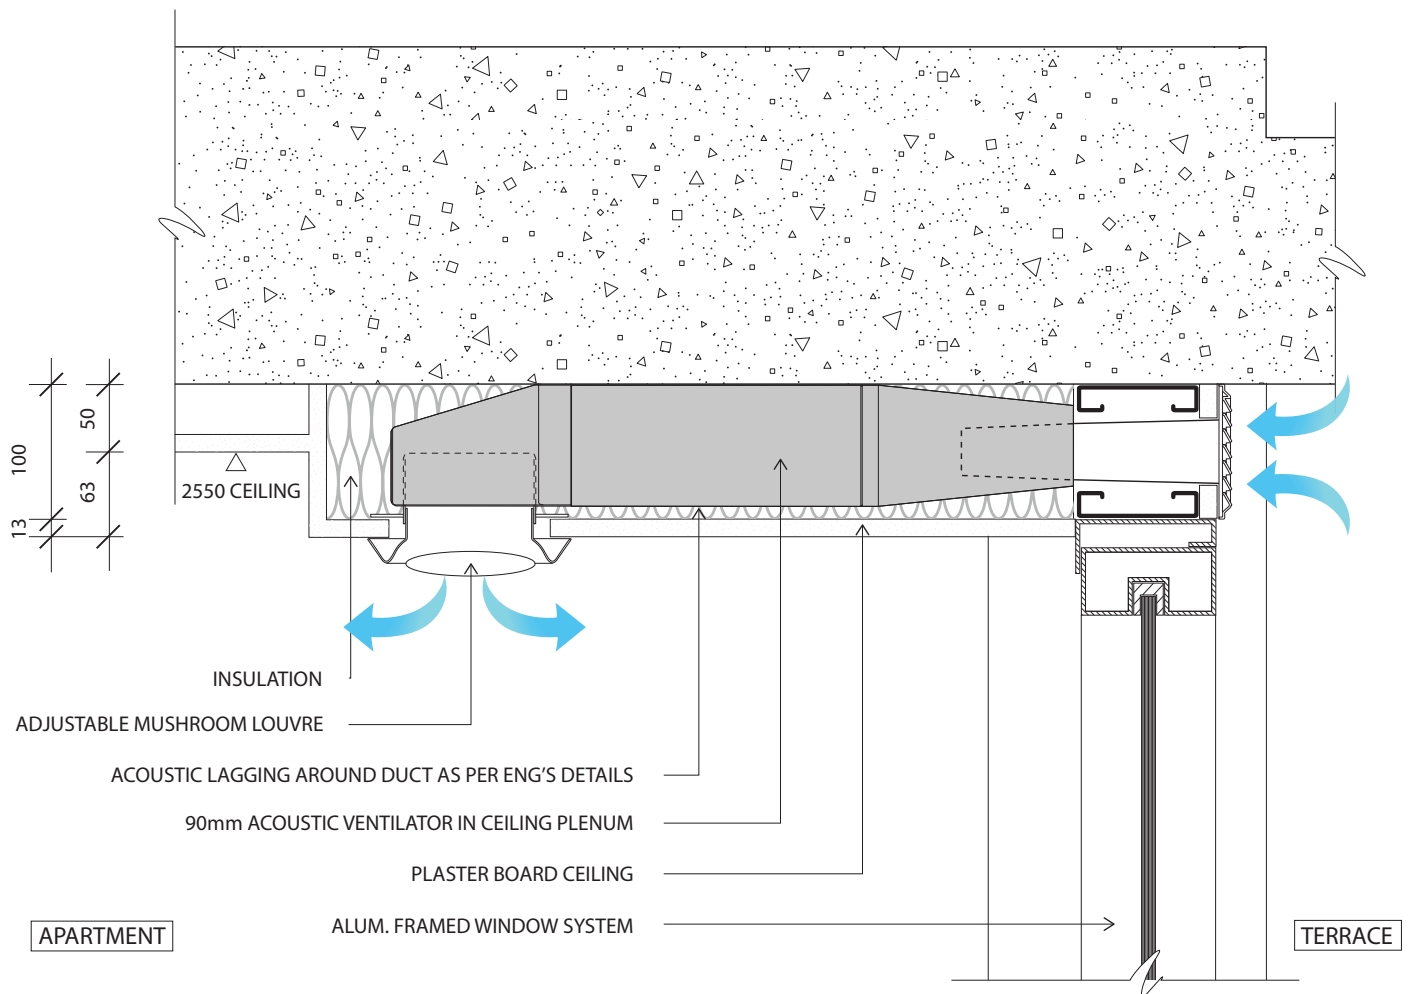 50
100
63
13
2550 CEILING
INSULATION
ADJUSTABLE MUSHROOM LOUVRE
ACOUSTIC LAGGING AROUND DUCT AS PER ENG'S DETAILS
90mm ACOUSTIC VENTILATOR IN CEILING PLENUM
PLASTER BOARD CEILING
ALUM. FRAMED WINDOW SYSTEM
APARTMENT
TERRACE